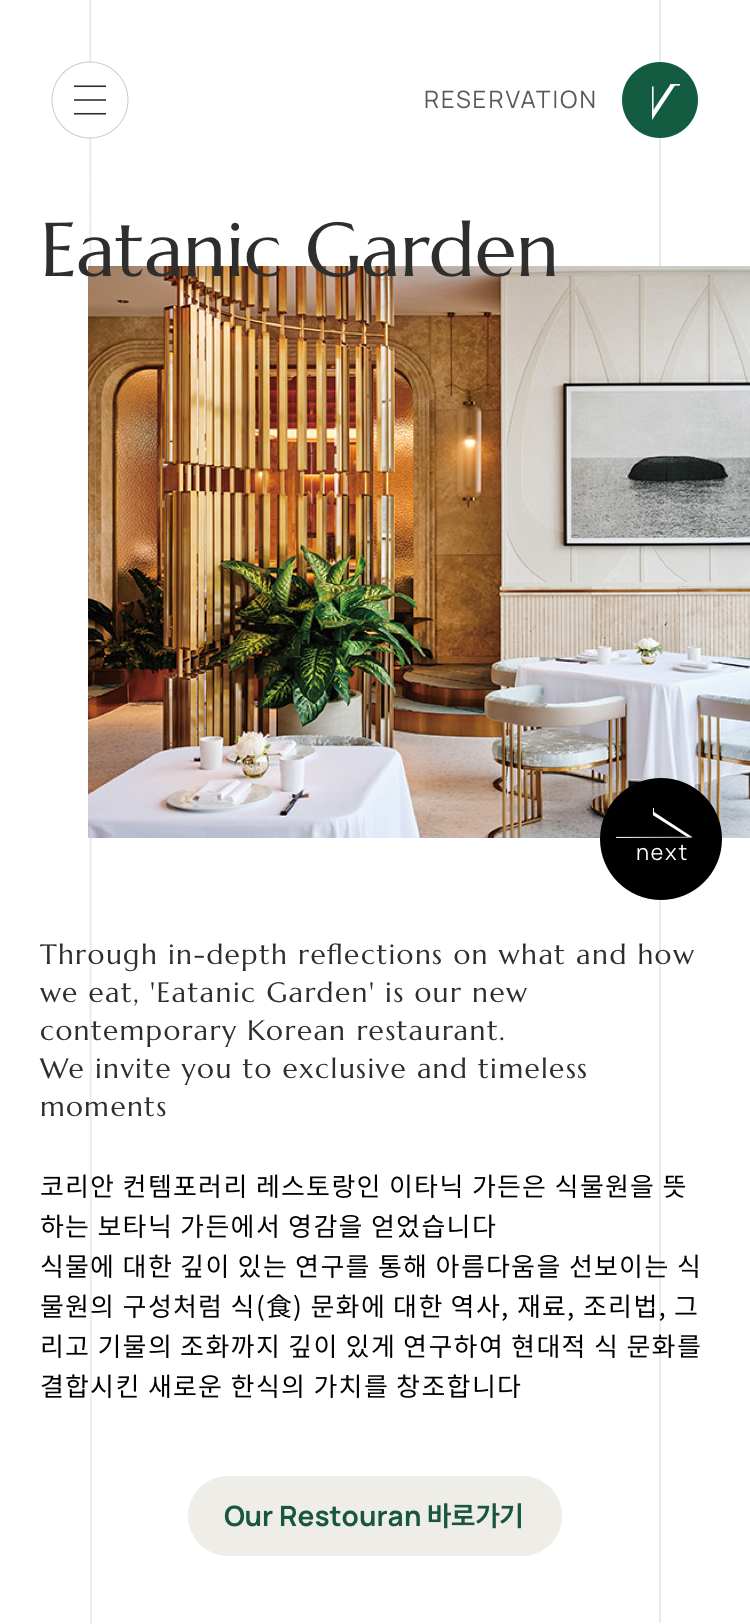 RESERVATION
Eatanic Garden
next
Through in-depth reflections on what and how
we eat, 'Eatanic Garden' is our new
contemporary Korean restaurant.
We invite you to exclusive and timeless
moments
코리안 컨템포러리 레스토랑인 이타닉 가든은 식물원을 뜻
하는 보타닉 가든에서 영감을 얻었습니다
식물에 대한 깊이 있는 연구를 통해 아름다움을 선보이는 식
물원의 구성처럼 식(食) 문화에 대한 역사, 재료, 조리법, 그
리고 기물의 조화까지 깊이 있게 연구하여 현대적 식 문화를
결합시킨 새로운 한식의 가치를 창조합니다
Our Restouran 바로가기